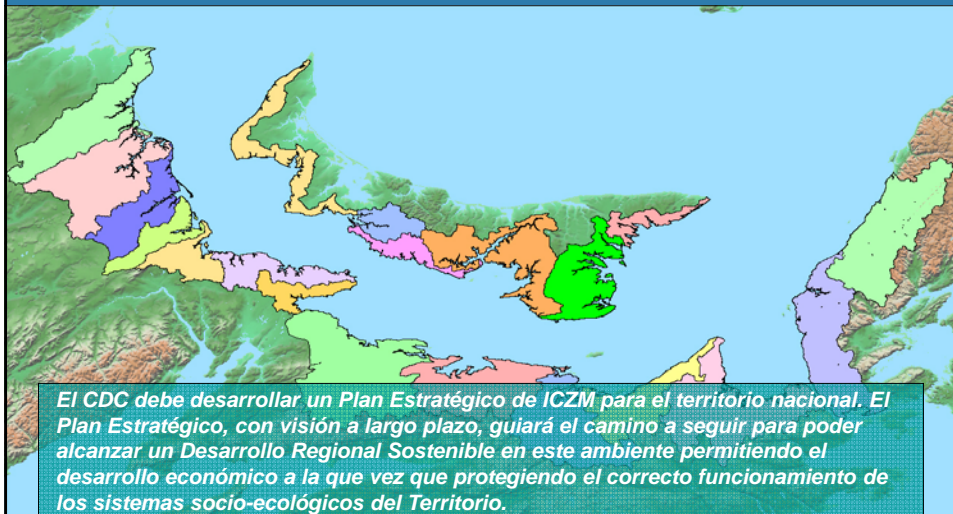 El CDC debe desarrollar un Plan Estratégico de ICZM para el territorio nacional. El
Plan Estratégico, con visión a largo plazo, guiará el camino a seguir para poder
alcanzar un Desarrollo Regional Sostenible en este ambiente permitiendo el
desarrollo económico a la que vez que protegiendo el correcto funcionamiento de
los sistemas socio-ecológicos del Territorio.